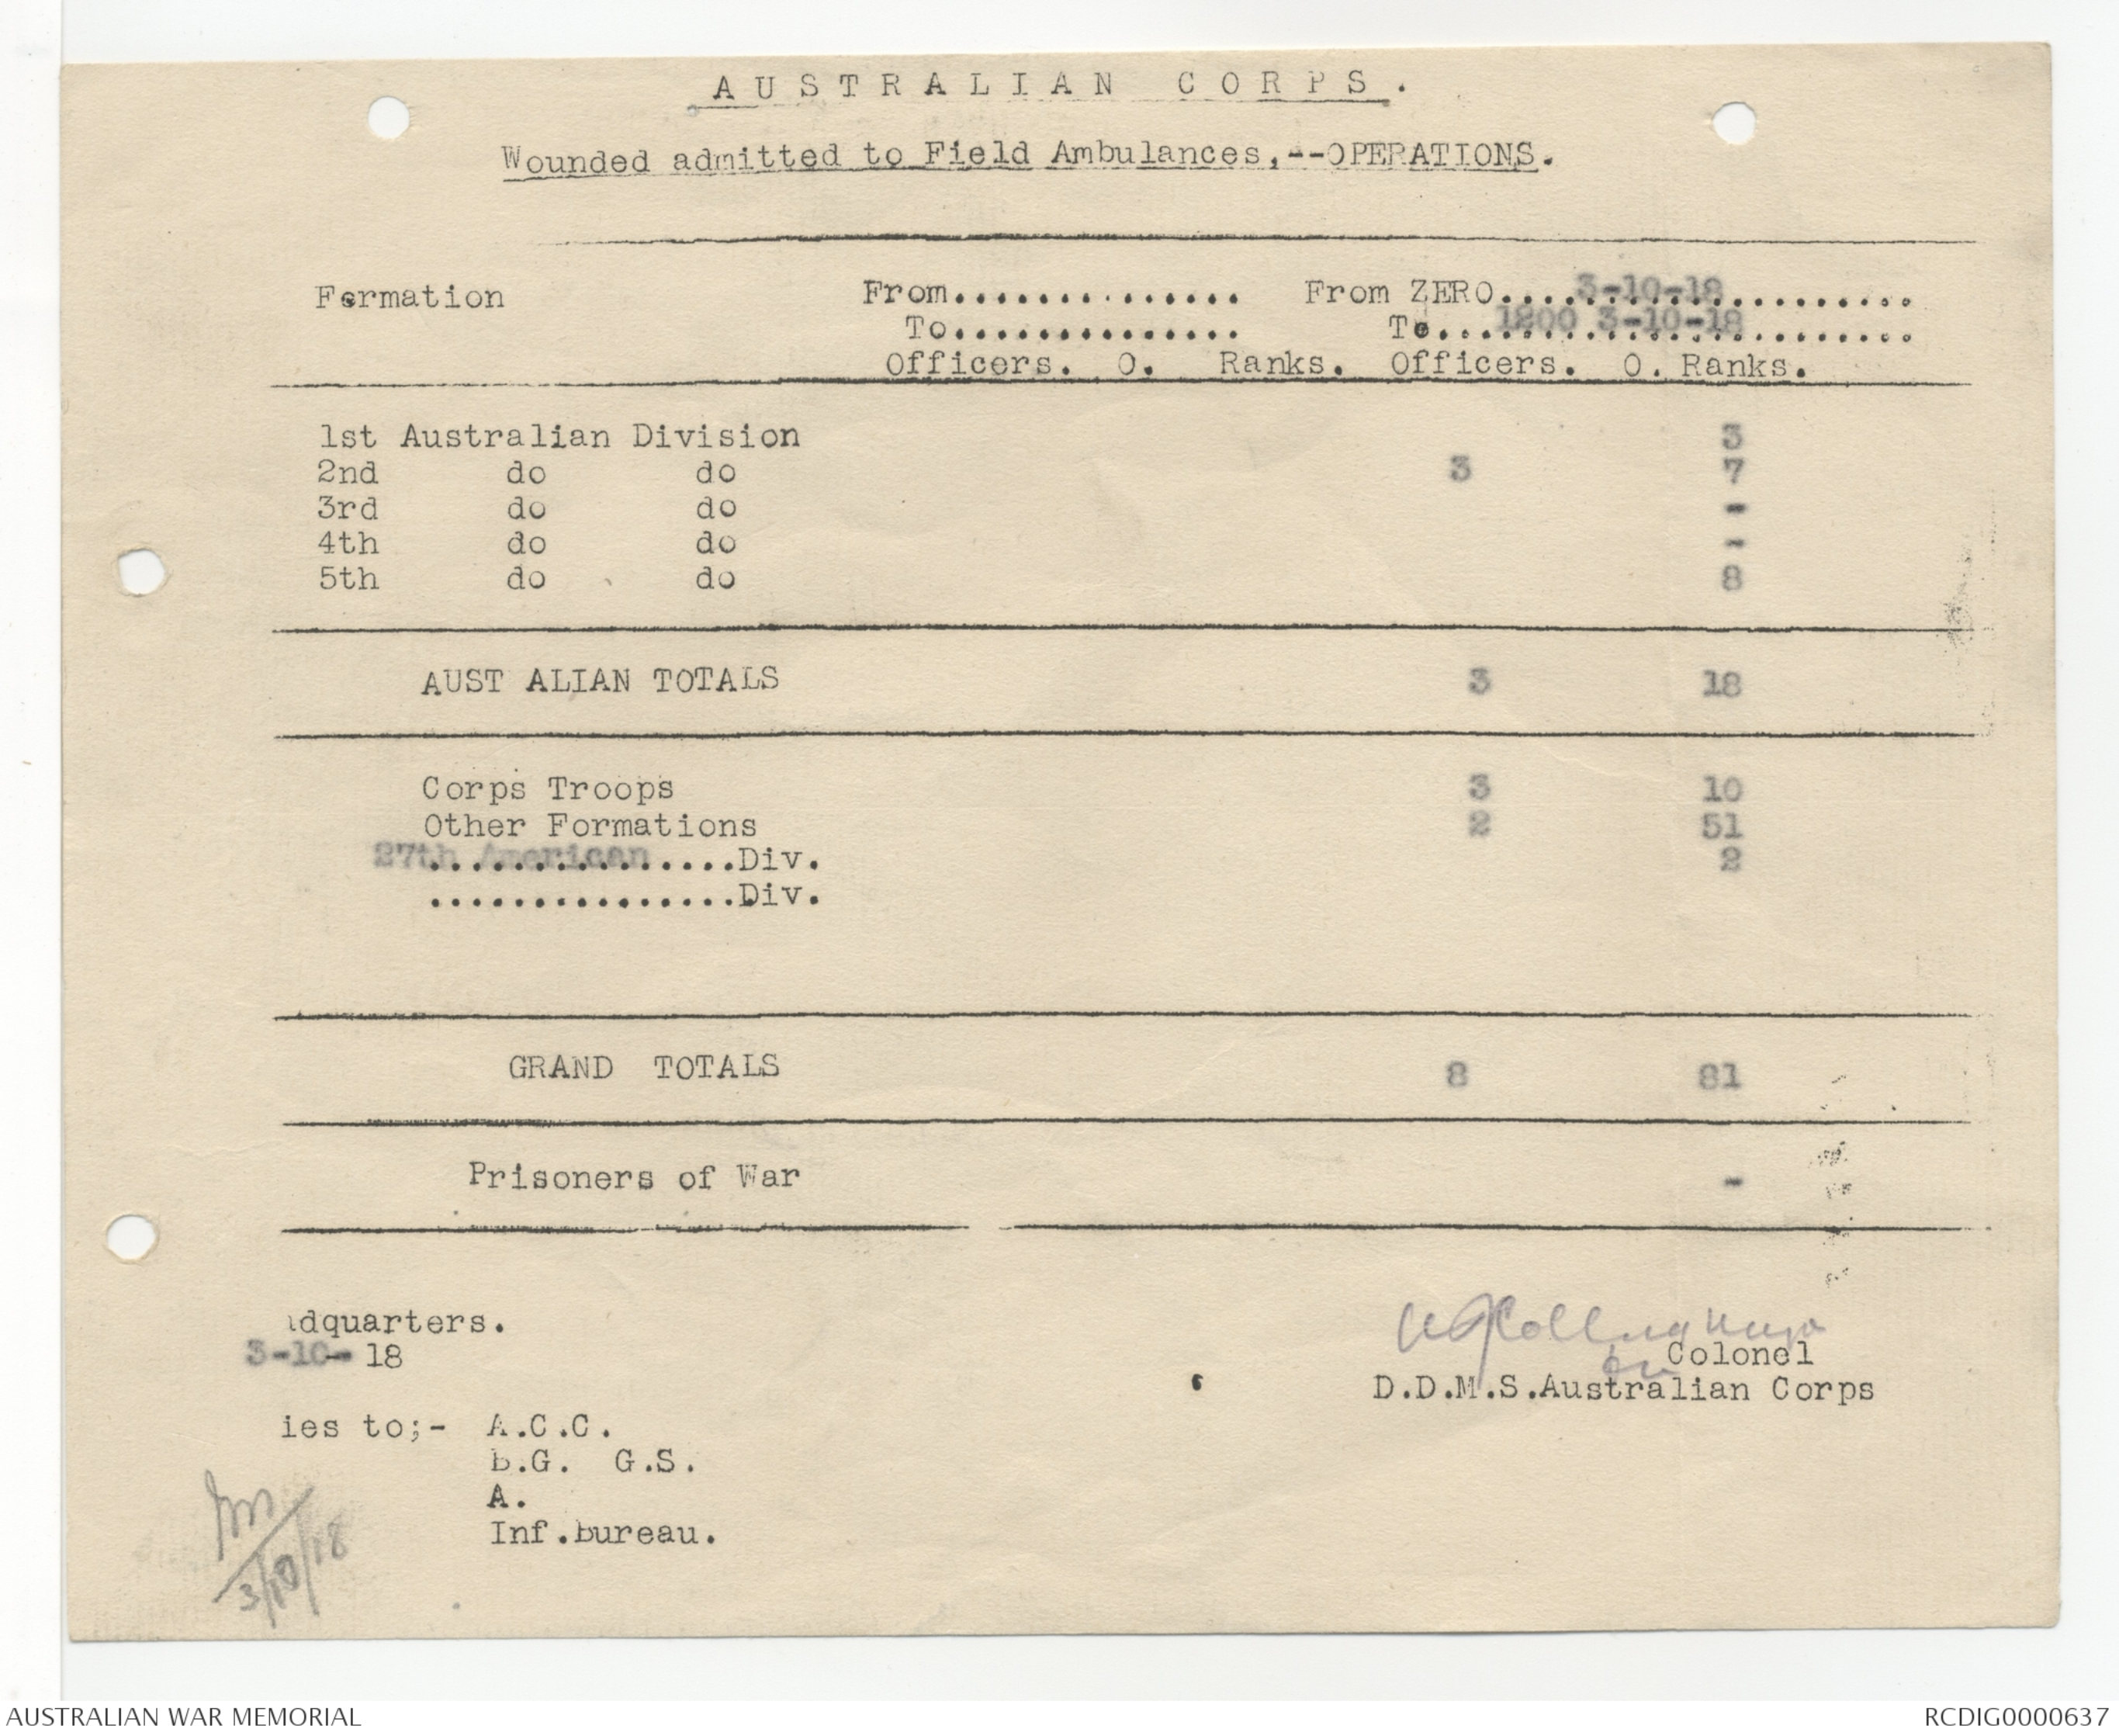 AUSTRALIAN CORPS.
Wounded admitted to Field Ambulances,--OPERATIONS.
Formation From.............. From ZERO....3-10-18..........
To.............. To...1200 3-10-18..........
Officers. O. Ranks. Officers. O. Ranks.
1st Australian Division 3
2nd do do 3 7
3rd do do -
4th do do -
5th do do 8
AUST ALIAN TOTALS 3 18
Corps Troops 3 10
Other Formations 2 51
27th American...............Div. 2
...............Div.
GRAND TOTALS 8 81
Prisoners of War -
adquarters.
3-10- 18
Colonel
D.D.M.S.Australian Corps
ies to;- A.C.C.
B.G. G.S.
A.
Inf.bureau.
3/10/18
AUSTRALIAN WAR MEMORIAL
RCDIG0000637